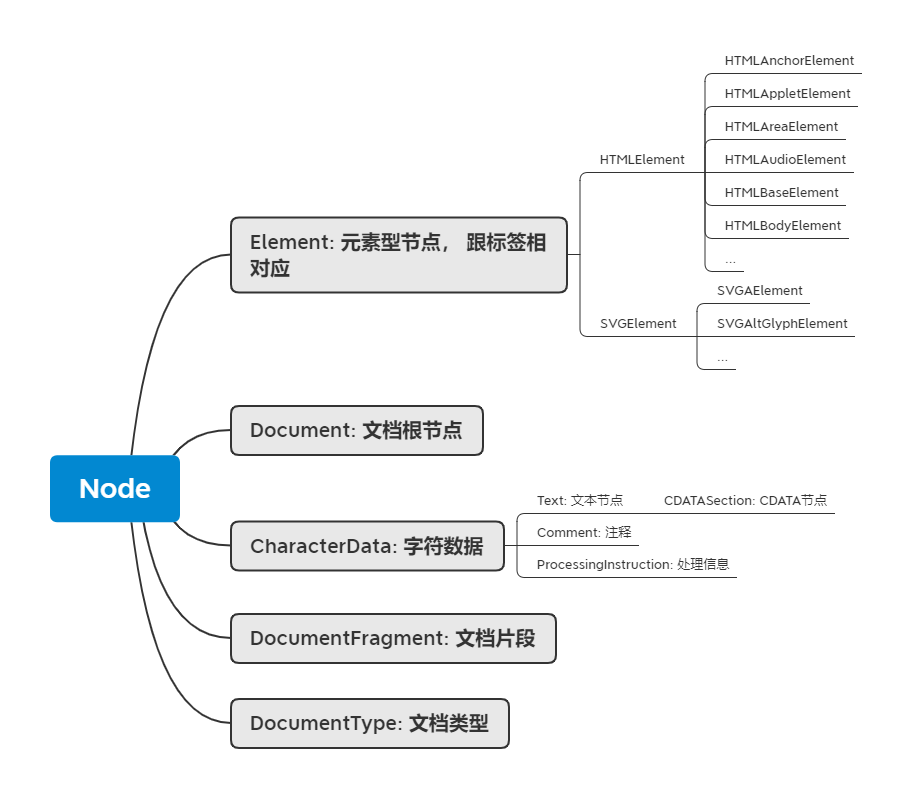 Node
Element: 元素型节点， 跟标签相
对应
HTMLElement
HTMLAnchorElement
HTMLAppletElement
HTMLAreaElement
HTMLAudioElement
HTMLBaseElement
HTMLBodyElement
...
SVGElement
SVGAElement
SVGAltGlyphElement
...
Document: 文档根节点
CharacterData: 字符数据
Text: 文本节点 CDATASection: CDATA节点
Comment: 注释
ProcessingInstruction: 处理信息
DocumentFragment: 文档片段
DocumentType: 文档类型